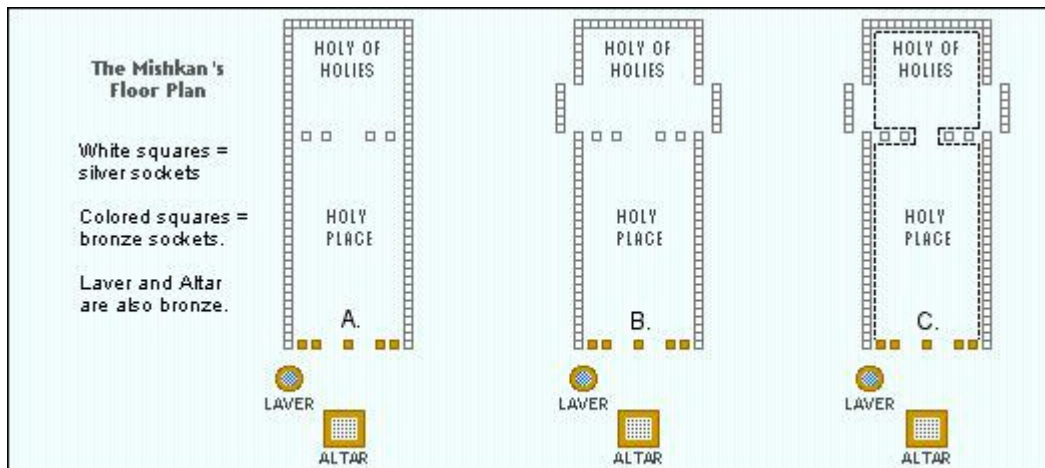 The Mishkan's
Floor Plan
White squares =
silver sockets
Colored squares =
bronze sockets.
Laver and Altar
are also bronze.
HOLY OF
HOLIES
HOLY
PLACE
A.
LAVER
ALTAR
HOLY OF
HOLIES
HOLY
PLACE
B.
LAVER
ALTAR
HOLY OF
HOLIES
HOLY
PLACE
C.
LAVER
ALTAR